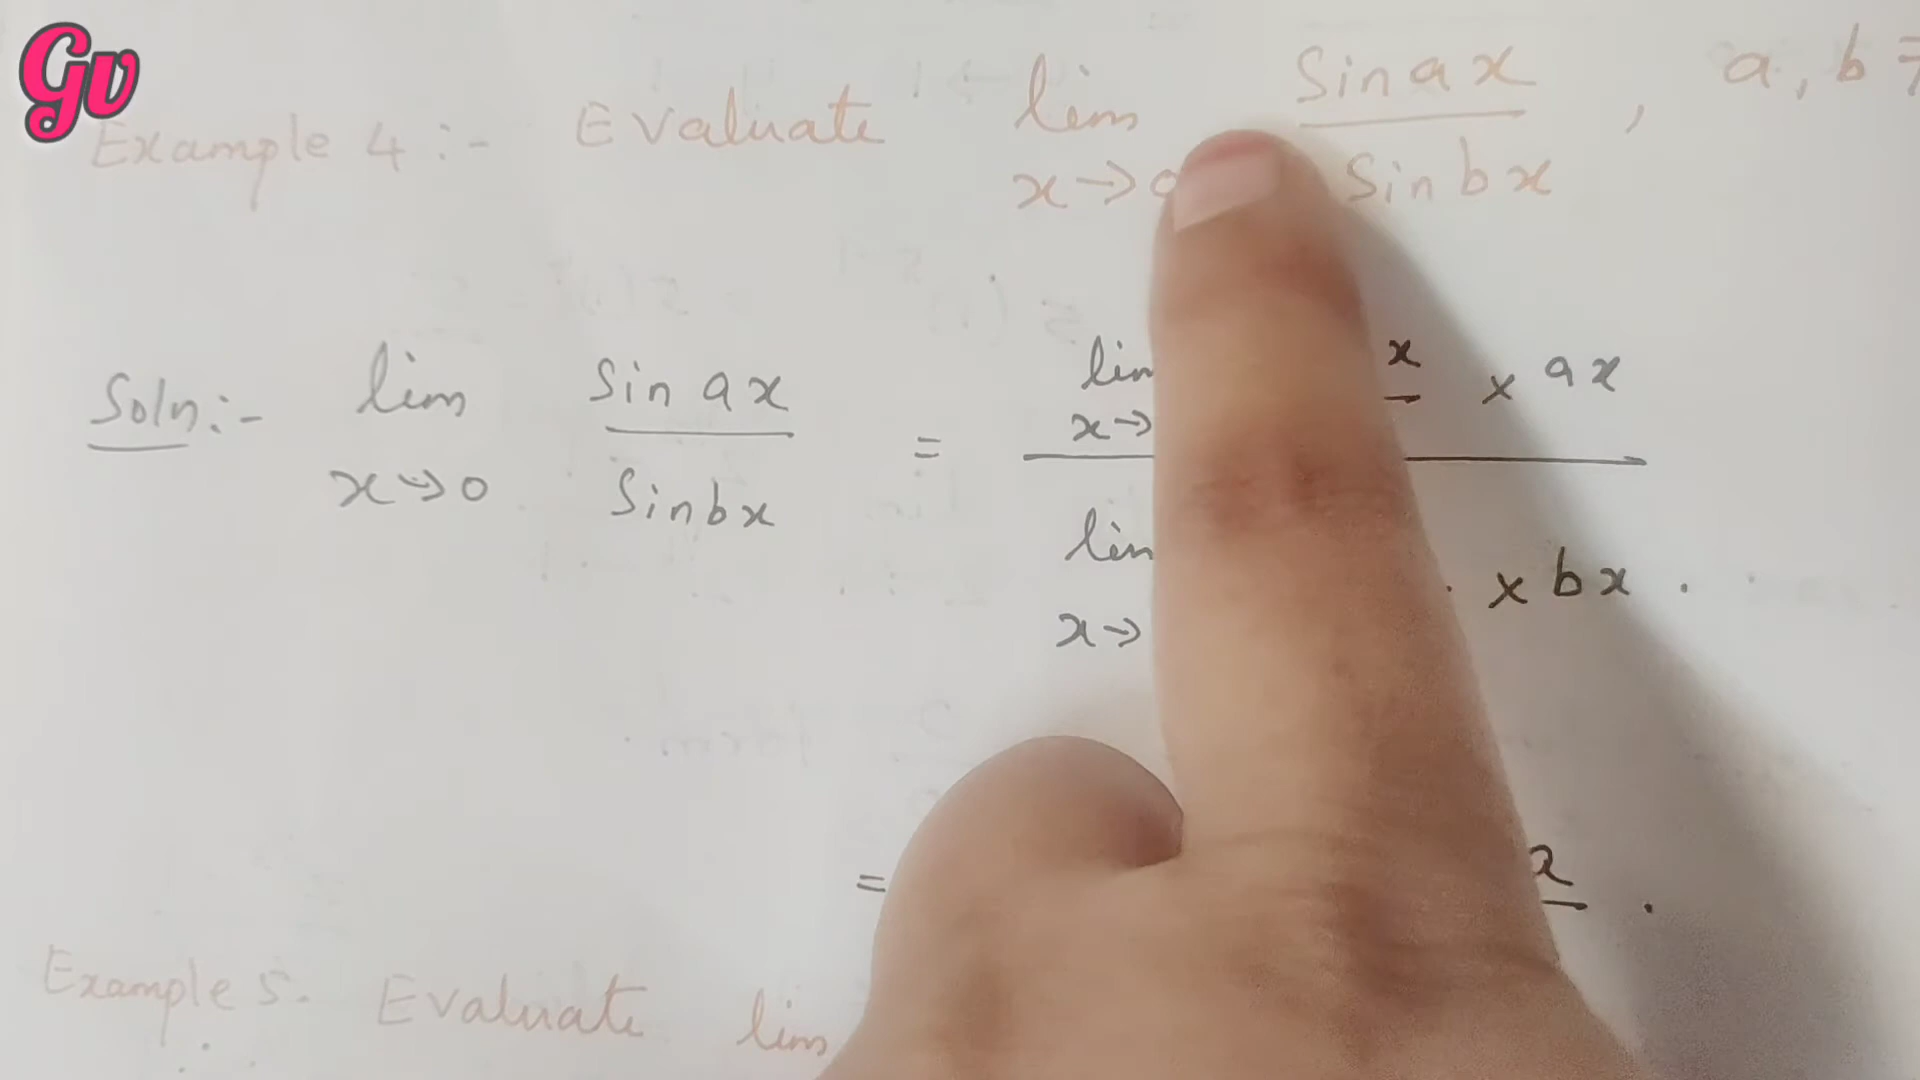 Gv
Example 4 :- Evaluate lim x→0 Sin ax / Sin bx , a, b
Soln:- lim x→0 Sin ax / Sin bx = lim x→ x × ax / lim x→ . × bx .
= .
Example 5. Evaluate lim